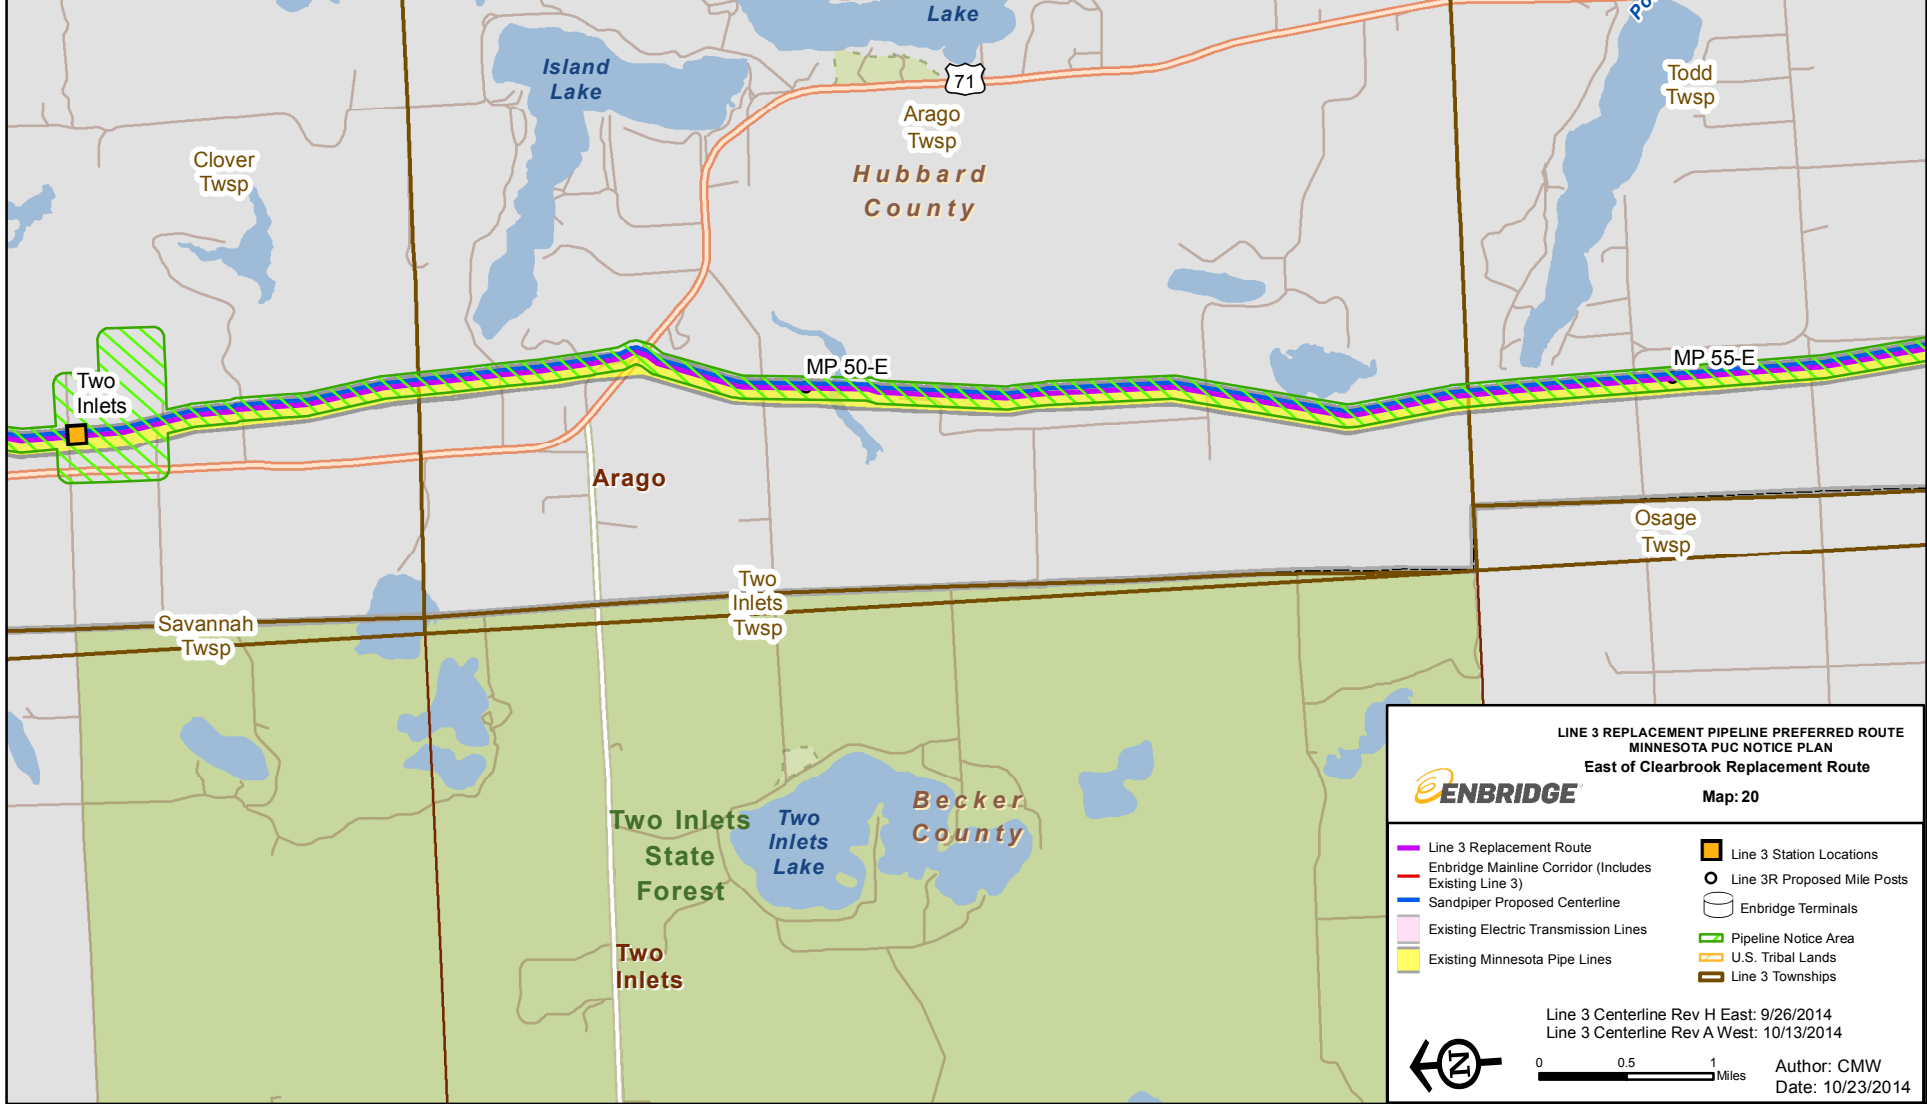 Lake
Po
Island
Lake
71
Todd
Twsp
Arago
Twsp
Clover
Twsp
Hubbard
County
MP 50-E
MP 55-E
Two
Inlets
Arago
Osage
Twsp
Two
Inlets
Twsp
Savannah
Twsp
Two Inlets
State
Forest
Two
Inlets
Lake
Becker
County
Two
Inlets
LINE 3 REPLACEMENT PIPELINE PREFERRED ROUTE
MINNESOTA PUC NOTICE PLAN
East of Clearbrook Replacement Route
ENBRIDGE
Map: 20
Line 3 Replacement Route
Enbridge Mainline Corridor (Includes
Existing Line 3)
Sandpiper Proposed Centerline
Existing Electric Transmission Lines
Existing Minnesota Pipe Lines
Line 3 Station Locations
Line 3R Proposed Mile Posts
Enbridge Terminals
Pipeline Notice Area
U.S. Tribal Lands
Line 3 Townships
Line 3 Centerline Rev H East: 9/26/2014
Line 3 Centerline Rev A West: 10/13/2014
N
0 0.5 1
Miles
Author: CMW
Date: 10/23/2014